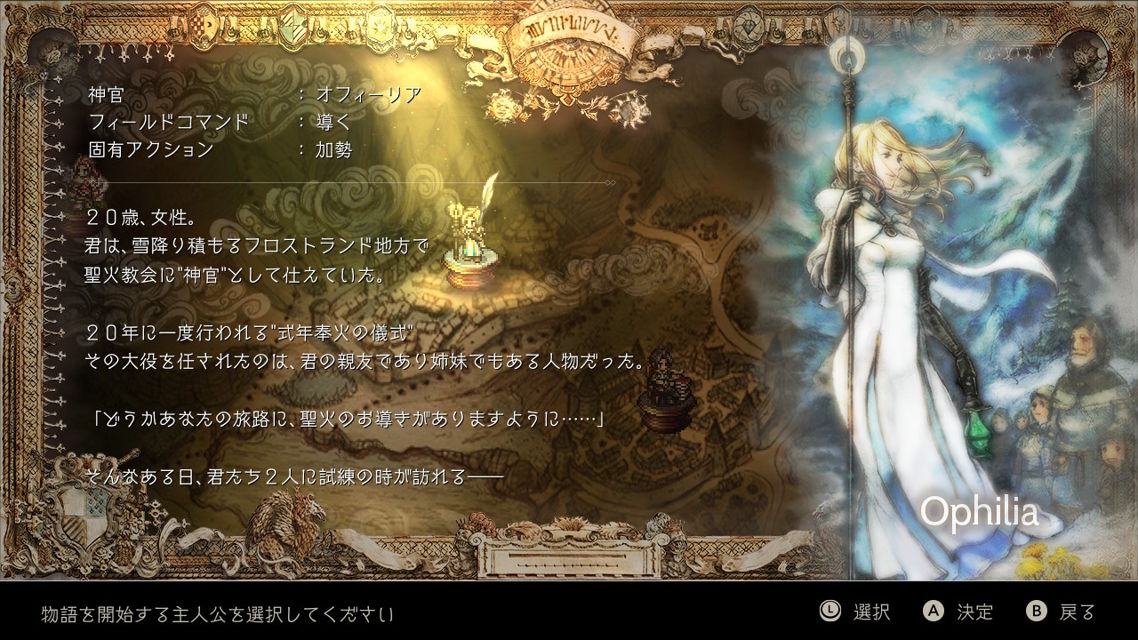 神官 ： オフィーリア
フィールドコマンド ： 導く
固有アクション ： 加勢
２０歳、女性。
君は、雪降り積もるフロストランド地方で
聖火教会に"神官"として仕えていた。
２０年に一度行われる"式年奉火の儀式"
その大役を任されたのは、君の親友であり姉妹でもある人物だった。
「どうかあなたの旅路に、聖火のお導きがありますように……」
そんなある日、君たち２人に試練の時が訪れる――
Ophilia
物語を開始する主人公を選択してください
L 選択 A 決定 B 戻る